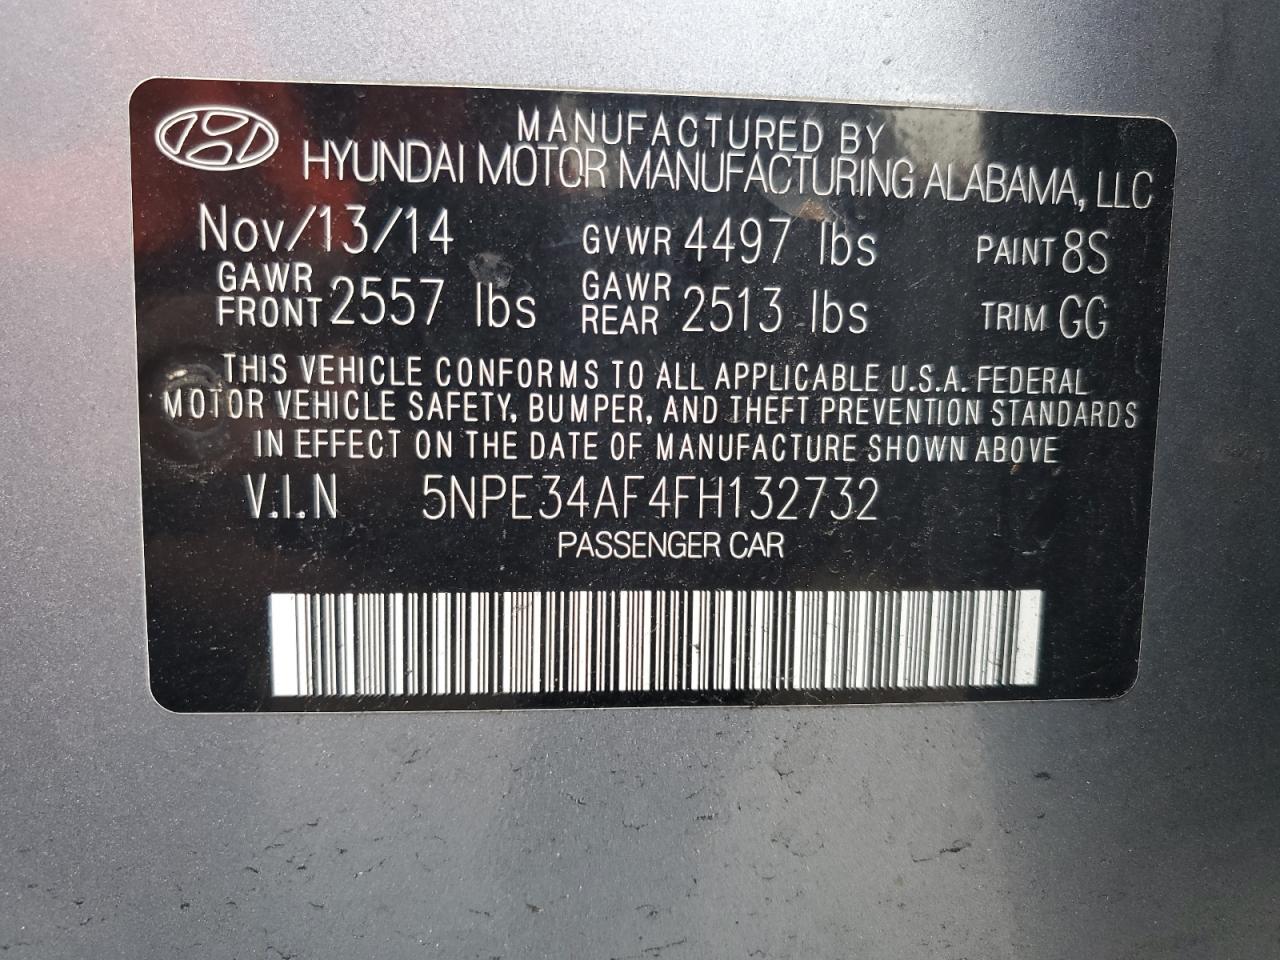 MANUFACTURED BY
HYUNDAI MOTOR MANUFACTURING ALABAMA, LLC
Nov/13/14 GVWR 4497 lbs PAINT 8S
GAWR FRONT 2557 lbs GAWR REAR 2513 lbs TRIM GG
THIS VEHICLE CONFORMS TO ALL APPLICABLE U.S.A. FEDERAL
MOTOR VEHICLE SAFETY, BUMPER, AND THEFT PREVENTION STANDARDS
IN EFFECT ON THE DATE OF MANUFACTURE SHOWN ABOVE
V.I.N 5NPE34AF4FH132732
PASSENGER CAR